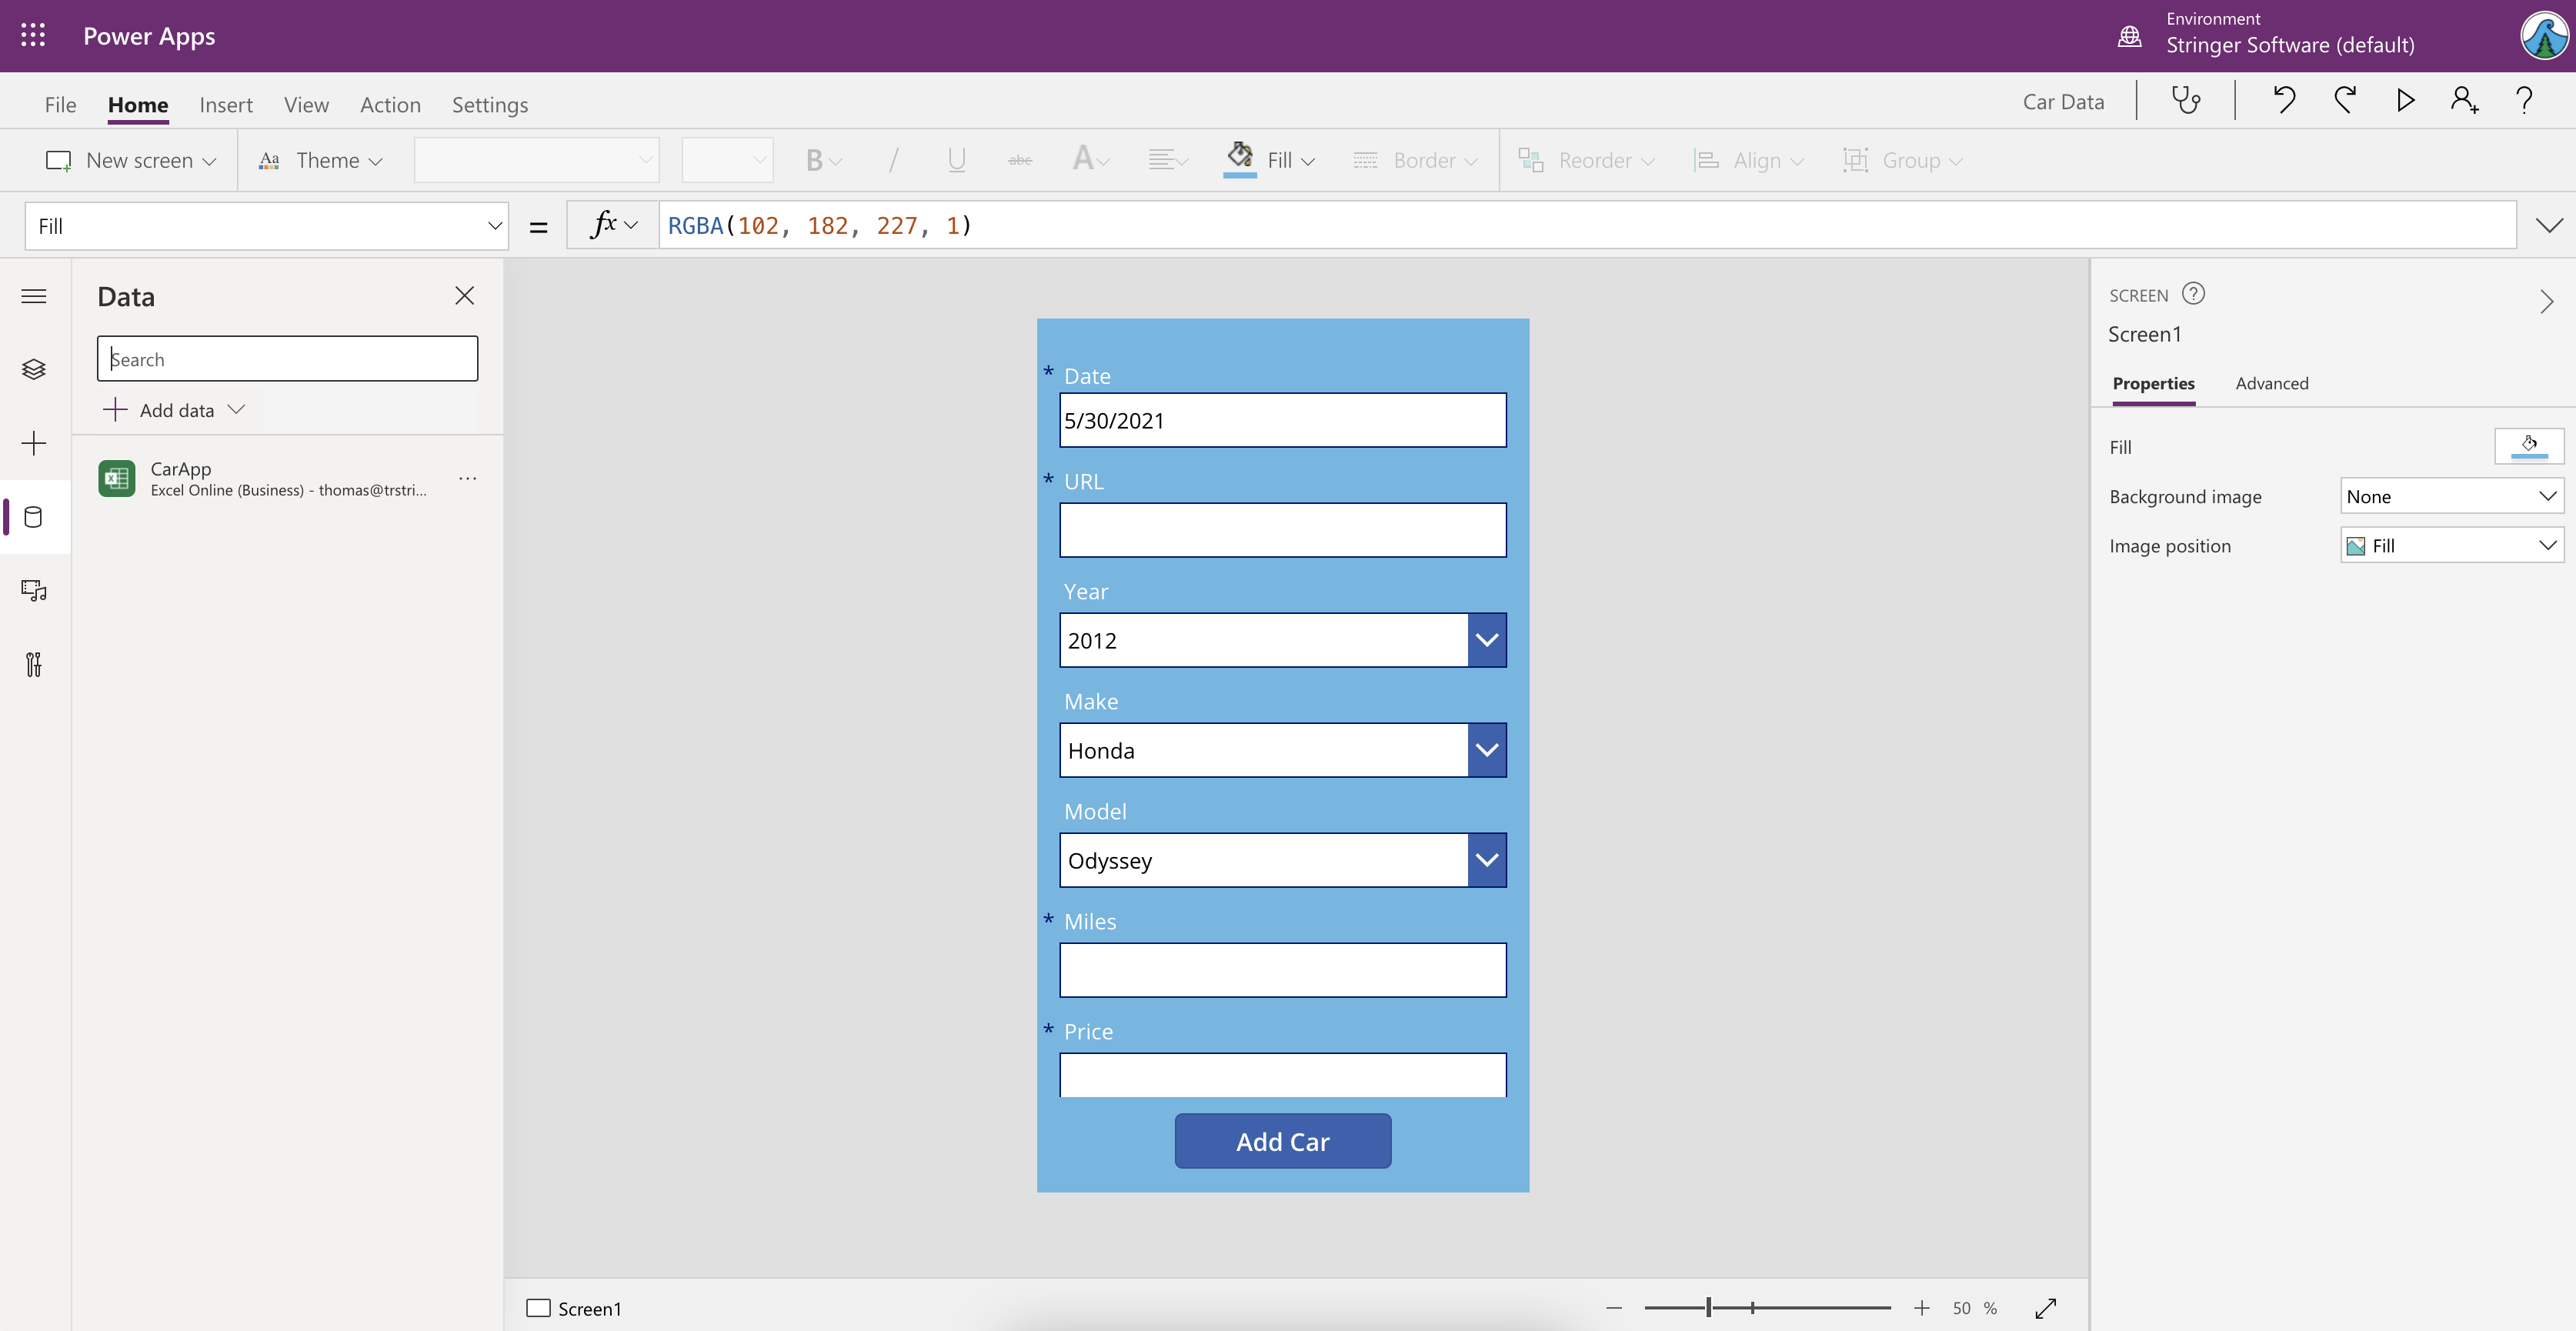 Power Apps
Environment
Stringer Software (default)
File Home Insert View Action Settings
Car Data
New screen
Aa Theme
B / U abc A
Fill
Border
Reorder
Align
Group
Fill
= fx RGBA(102, 182, 227, 1)
Data
Search
Add data
CarApp
Excel Online (Business) - thomas@trstri...
* Date
5/30/2021
* URL
Year
2012
Make
Honda
Model
Odyssey
* Miles
* Price
Add Car
SCREEN ?
Screen1
Properties Advanced
Fill
Background image None
Image position Fill
Screen1
50 %